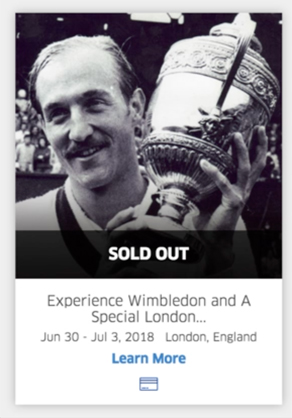 SOLD OUT
Experience Wimbledon and A
Special London...
Jun 30 - Jul 3, 2018 London, England
Learn More